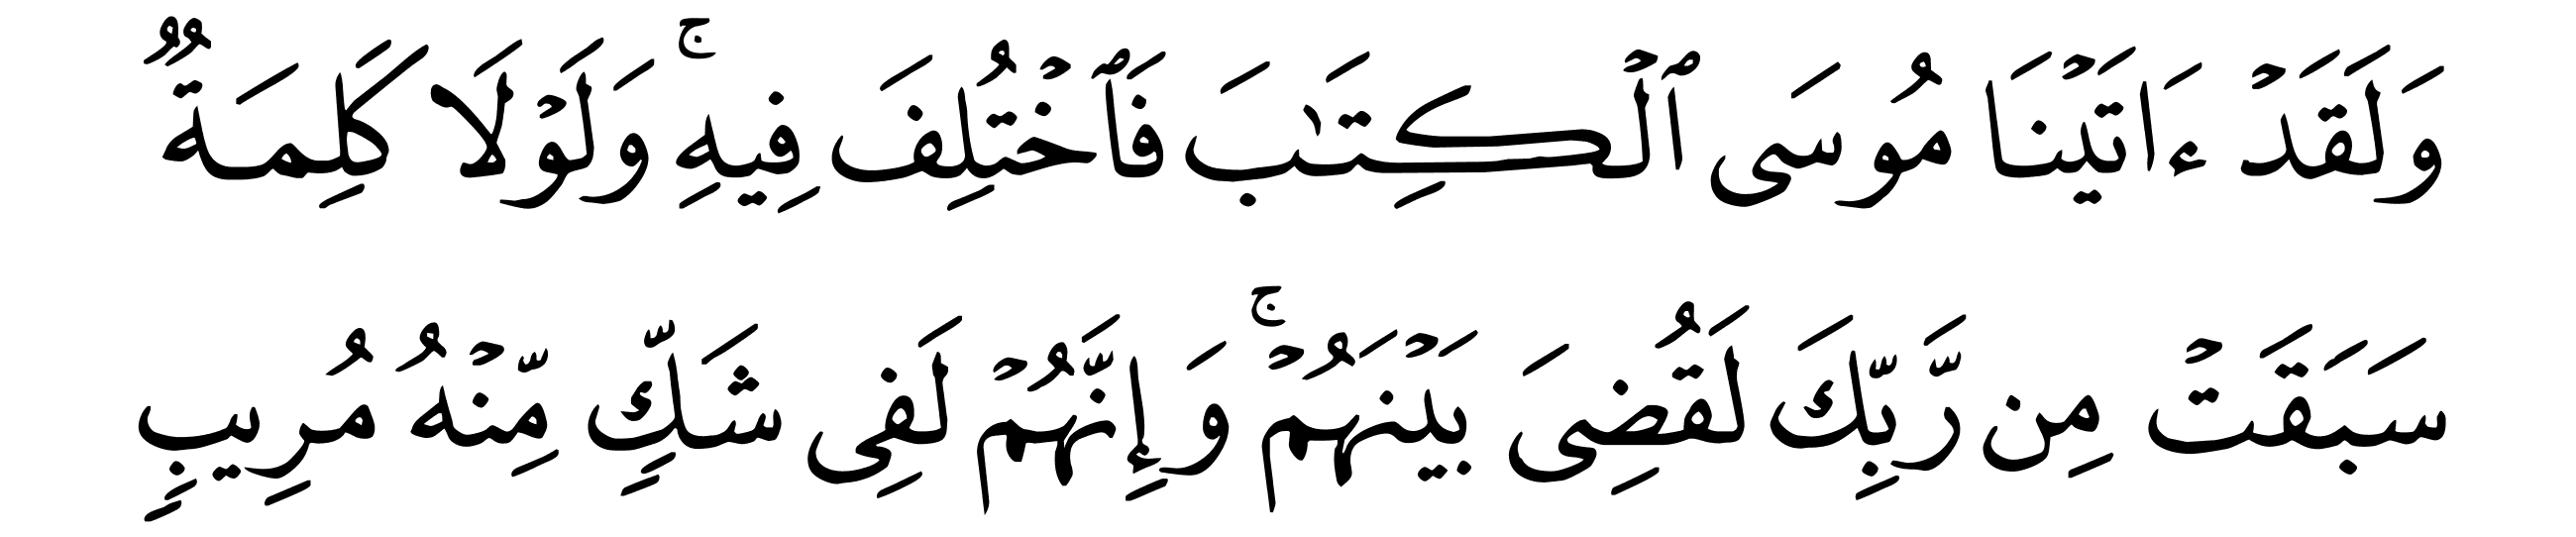 وَلَقَدۡ ءَاتَيۡنَا مُوسَى ٱلۡكِتَٰبَ فَٱخۡتُلِفَ فِيهِۚ وَلَوۡلَا كَلِمَةٞ
سَبَقَتۡ مِن رَّبِّكَ لَقُضِيَ بَيۡنَهُمۡۚ وَإِنَّهُمۡ لَفِي شَكّٖ مِّنۡهُ مُرِيبٖ